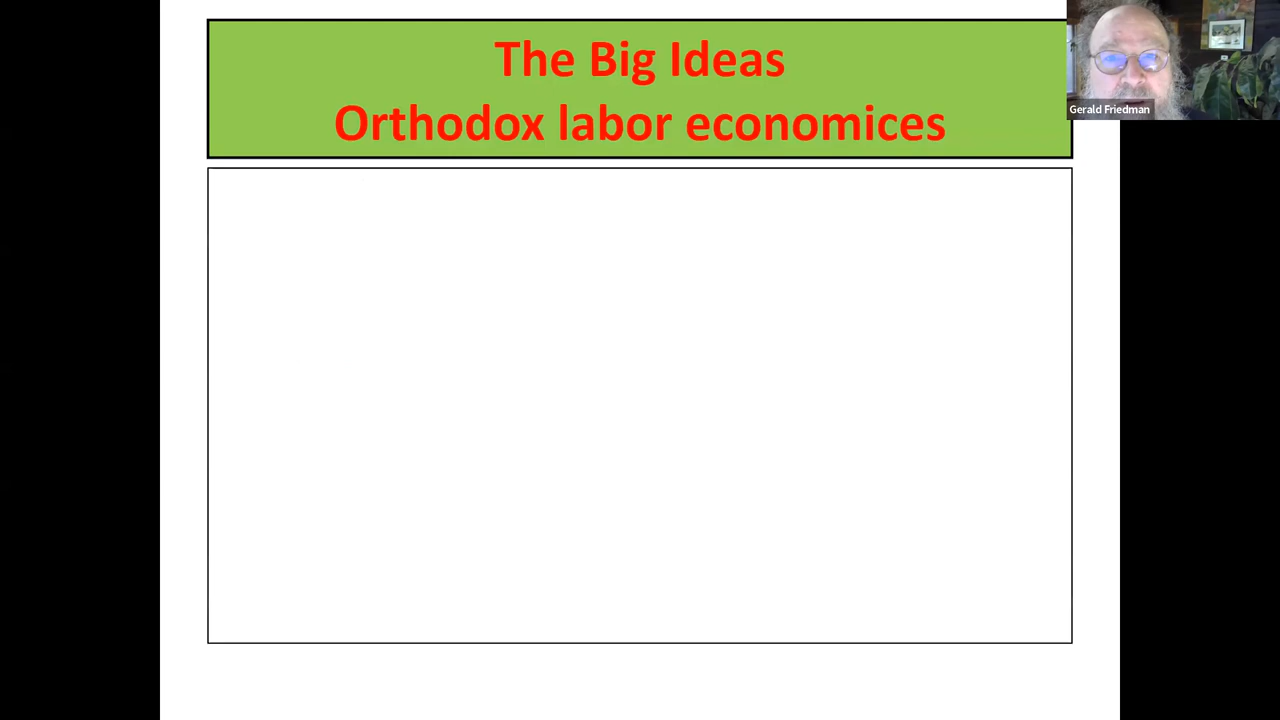 The Big Ideas
Orthodox labor economices
Gerald Friedman